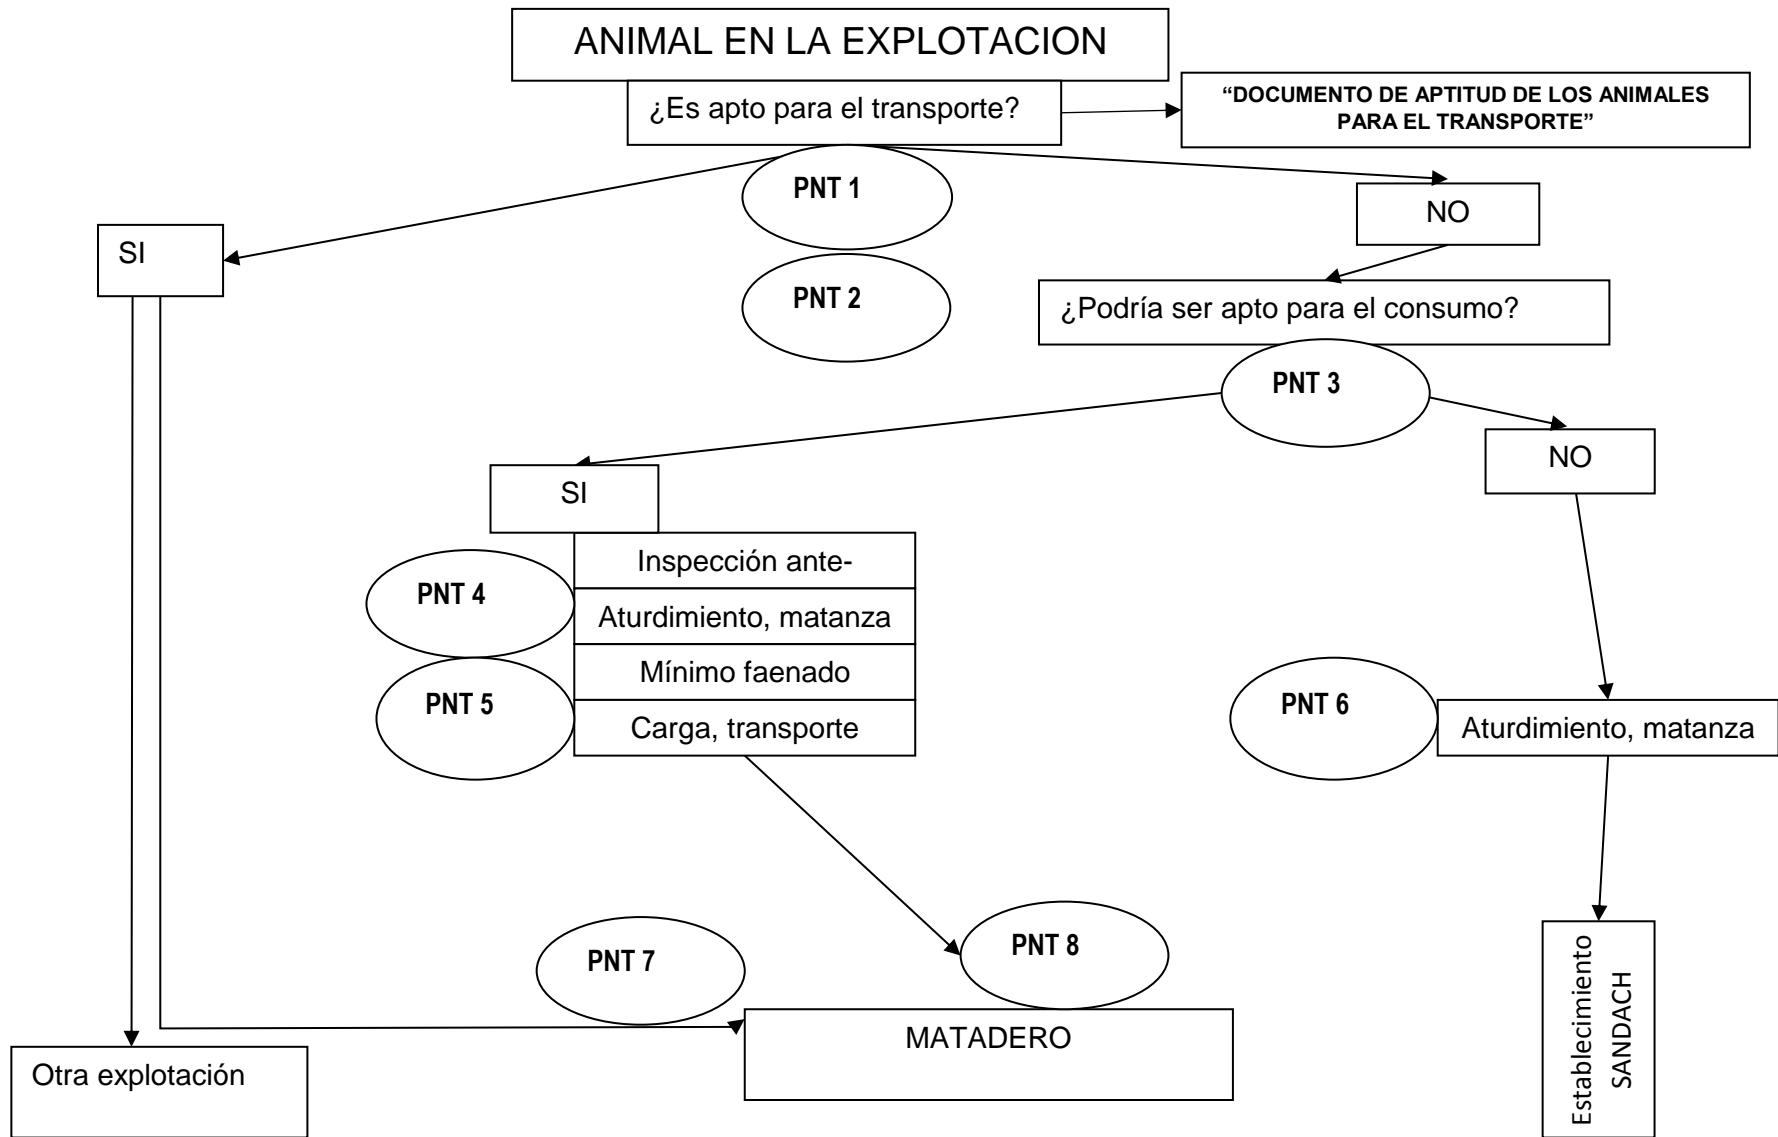 ANIMAL EN LA EXPLOTACION
¿Es apto para el transporte?
“DOCUMENTO DE APTITUD DE LOS ANIMALES
PARA EL TRANSPORTE”
PNT 1
NO
SI
PNT 2
¿Podría ser apto para el consumo?
PNT 3
NO
SI
Inspección ante-
PNT 4
Aturdimiento, matanza
Mínimo faenado
PNT 5
Carga, transporte
PNT 6
Aturdimiento, matanza
PNT 7
PNT 8
MATADERO
Otra explotación
Establecimiento
SANDACH